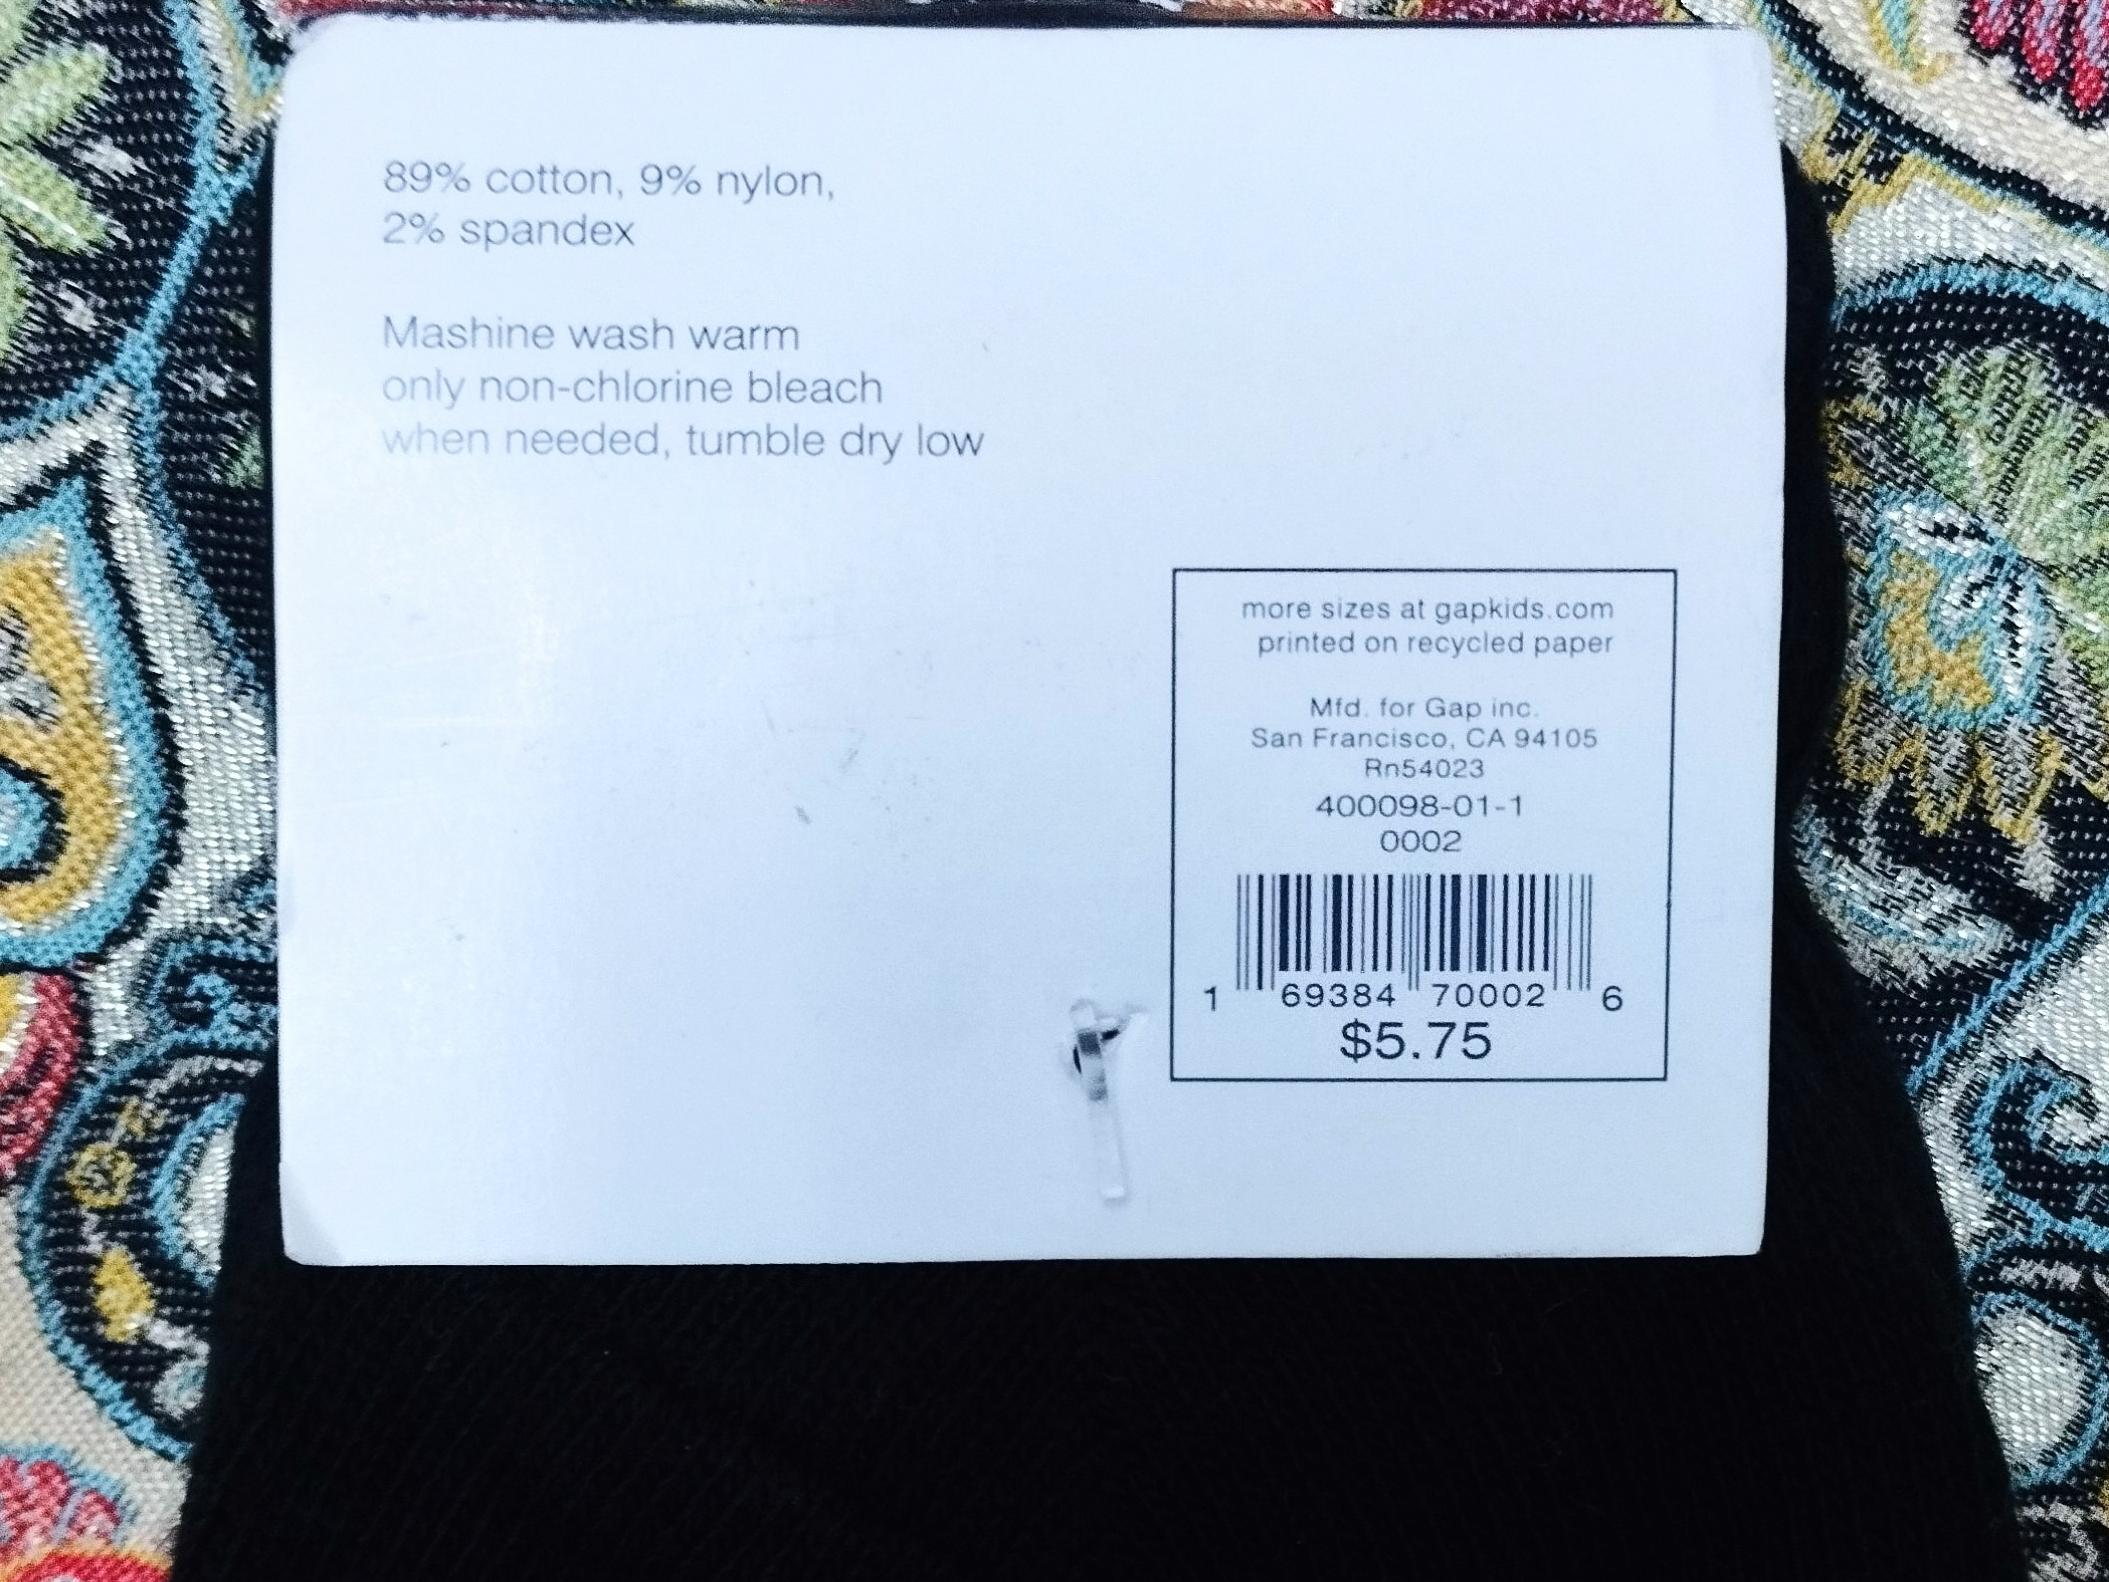 89% cotton, 9% nylon,
2% spandex
Mashine wash warm
only non-chlorine bleach
when needed, tumble dry low
more sizes at gapkids.com
printed on recycled paper
Mfd. for Gap inc.
San Francisco, CA 94105
Rn54023
400098-01-1
0002
1 69384 70002 6
$5.75